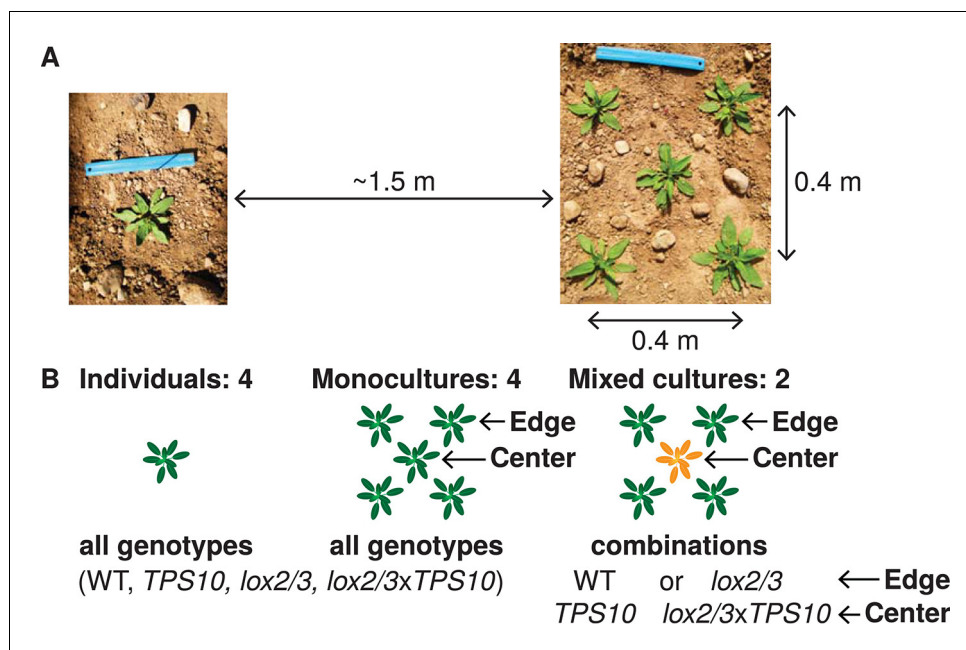 A
~1.5 m
0.4 m
0.4 m
B Individuals: 4 Monocultures: 4 Mixed cultures: 2
←Edge ←Edge
←Center ←Center
all genotypes all genotypes combinations
(WT, TPS10, lox2/3, lox2/3xTPS10) WT or lox2/3 ←Edge
TPS10 lox2/3xTPS10 ←Center